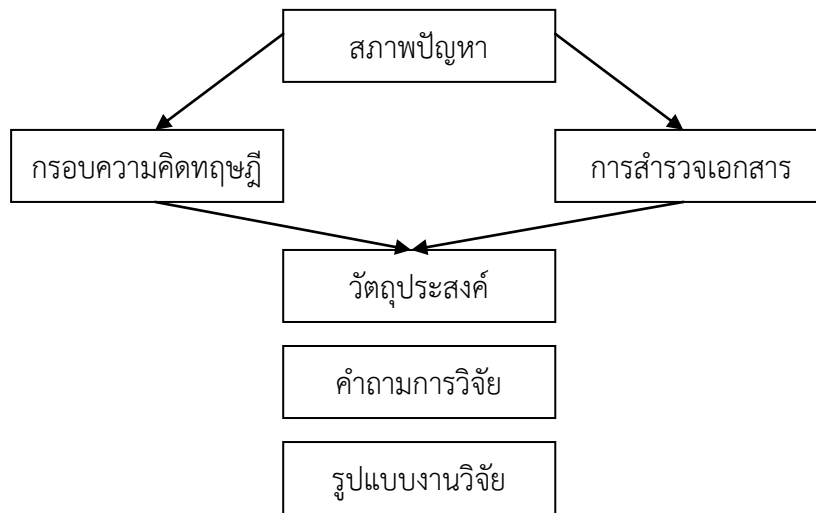 สภาพปัญหา
กรอบความคิดทฤษฎี
การสำรวจเอกสาร
วัตถุประสงค์
คำถามการวิจัย
รูปแบบงานวิจัย